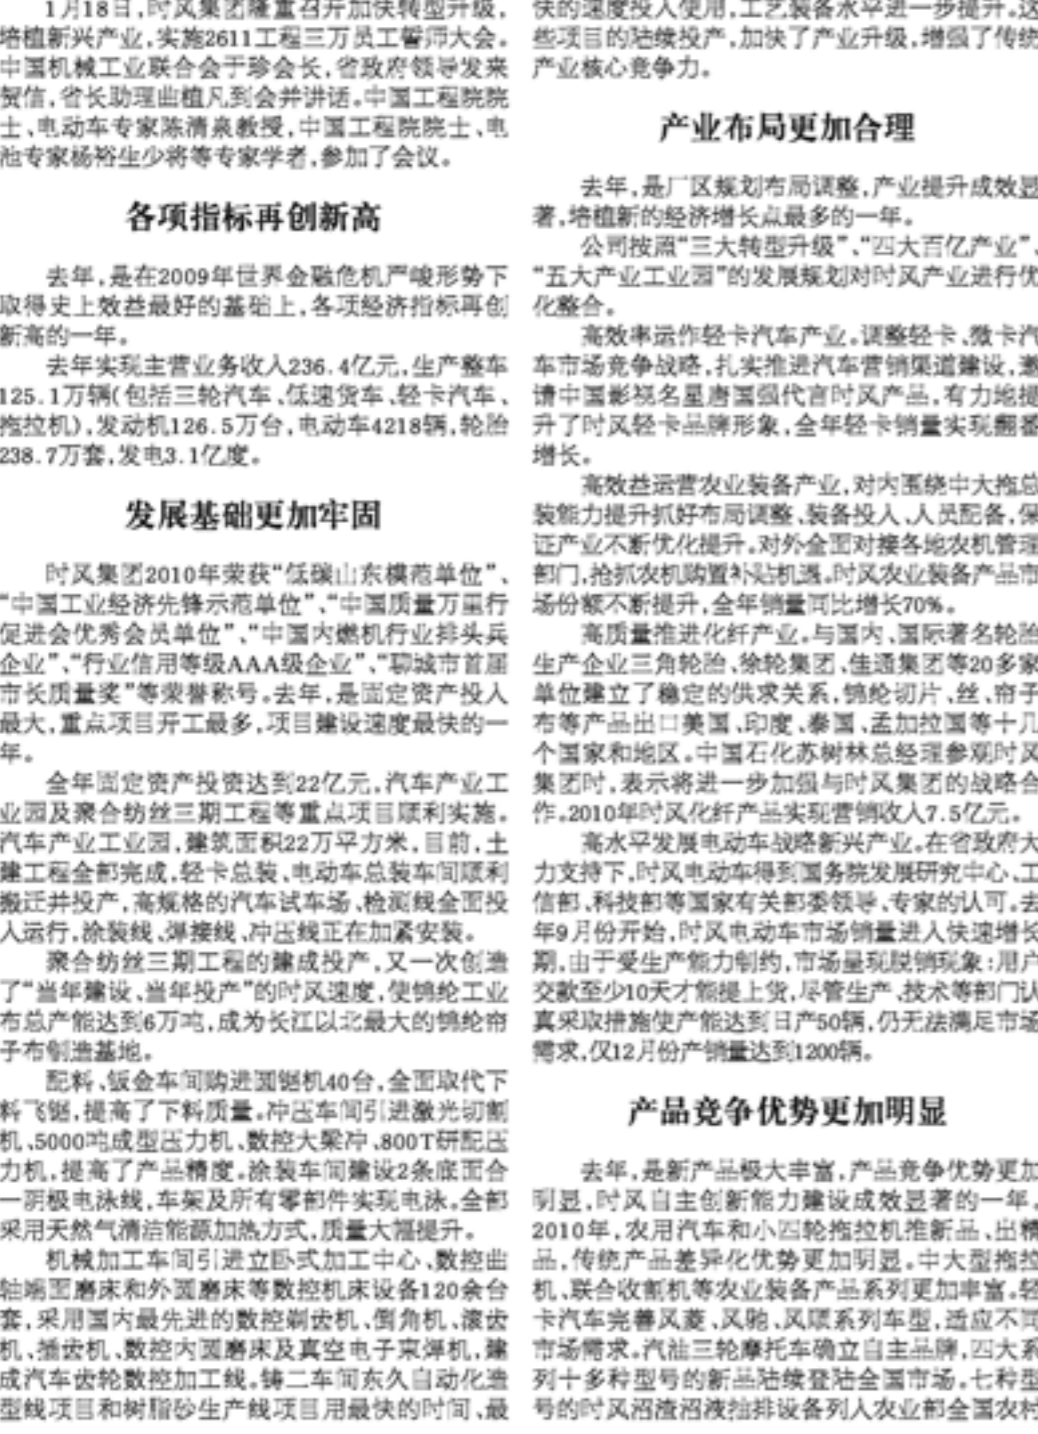 1月18日,时风集团隆重召开加快转型升级,
培植新兴产业,实施2611工程三万员工誓师大会。
中国机械工业联合会于珍会长,省政府领导发来
贺信,省长助理曲植凡到会并讲话。中国工程院院
士、电动车专家陈清泉教授,中国工程院院士、电
池专家杨裕生少将等专家学者,参加了会议。
各项指标再创新高
去年,是在2009年世界金融危机严峻形势下
取得史上效益最好的基础上,各项经济指标再创
新高的一年。
去年实现主营业务收入236.4亿元,生产整车
125.1万辆(包括三轮汽车、低速货车、轻卡汽车、
拖拉机),发动机126.5万台,电动车4218辆,轮胎
238.7万套,发电3.1亿度。
发展基础更加牢固
时风集团2010年荣获“低碳山东模范单位”、
“中国工业经济先锋示范单位”、“中国质量万里行
促进会优秀会员单位”、“中国内燃机行业排头兵
企业”、“行业信用等级AAA级企业”、“聊城市首届
市长质量奖”等荣誉称号。去年,是固定资产投入
最大,重点项目开工最多,项目建设速度最快的一
年。
全年固定资产投资达到22亿元,汽车产业工
业园及聚合纺丝三期工程等重点项目顺利实施。
汽车产业工业园,建筑面积22万平方米,目前,土
建工程全部完成,轻卡总装、电动车总装车间顺利
搬迁并投产,高规格的汽车试车场、检测线全面投
入运行,涂装线、焊接线、冲压线正在加紧安装。
聚合纺丝三期工程的建成投产,又一次创造
了“当年建设、当年投产”的时风速度,使锦纶工业
布总产能达到6万吨,成为长江以北最大的锦纶帘
子布制造基地。
配料、钣金车间购进圆锯机40台,全面取代下
料飞锯,提高了下料质量。冲压车间引进激光切割
机、5000吨成型压力机、数控大梁冲、800T研配压
力机,提高了产品精度。涂装车间建设2条底面合
一阴极电泳线,车架及所有零部件实现电泳。全部
采用天然气清洁能源加热方式,质量大幅提升。
机械加工车间引进立卧式加工中心、数控曲
轴端面磨床和外圆磨床等数控机床设备120余台
套,采用国内最先进的数控剃齿机、倒角机、滚齿
机、插齿机、数控内圆磨床及真空电子束焊机,建
成汽车齿轮数控加工线。铸二车间东久自动化造
型线项目和树脂砂生产线项目用最快的时间、最
快的速度投入使用,工艺装备水平进一步提升。这
些项目的陆续投产,加快了产业升级,增强了传统
产业核心竞争力。
产业布局更加合理
去年,是厂区规划布局调整,产业提升成效显
著,培植新的经济增长点最多的一年。
公司按照“三大转型升级”、“四大百亿产业”、
“五大产业工业园”的发展规划对时风产业进行优
化整合。
高效率运作轻卡汽车产业。调整轻卡、微卡汽
车市场竞争战略,扎实推进汽车营销渠道建设,邀
请中国影视名星唐国强代言时风产品,有力地提
升了时风轻卡品牌形象,全年轻卡销量实现翻番
增长。
高效益运营农业装备产业,对内围绕中大拖总
装能力提升抓好布局调整、装备投入、人员配备,保
证产业不断优化提升。对外全面对接各地农机管理
部门,抢抓农机购置补贴机遇。时风农业装备产品市
场份额不断提升,全年销量同比增长70%。
高质量推进化纤产业。与国内、国际著名轮胎
生产企业三角轮胎、徐轮集团、佳通集团等20多家
单位建立了稳定的供求关系,锦纶切片、丝、帘子
布等产品出口美国、印度、泰国、孟加拉国等十几
个国家和地区。中国石化苏树林总经理参观时风
集团时,表示将进一步加强与时风集团的战略合
作。2010年时风化纤产品实现营销收入7.5亿元。
高水平发展电动车战略新兴产业。在省政府大
力支持下,时风电动车得到国务院发展研究中心、工
信部、科技部等国家有关部委领导、专家的认可。去
年9月份开始,时风电动车市场销量进入快速增长
期,由于受生产能力制约,市场呈现脱销现象:用户
交款至少10天才能提上货,尽管生产、技术等部门认
真采取措施使产能达到日产50辆,仍无法满足市场
需求,仅12月份产销量达到1200辆。
产品竞争优势更加明显
去年,是新产品极大丰富,产品竞争优势更加
明显,时风自主创新能力建设成效显著的一年。
2010年,农用汽车和小四轮拖拉机推新品、出精
品,传统产品差异化优势更加明显。中大型拖拉
机、联合收割机等农业装备产品系列更加丰富。轻
卡汽车完善风菱、风驰、风顺系列车型,适应不同
市场需求。汽油三轮摩托车确立自主品牌,四大系
列十多种型号的新品陆续登陆全国市场。七种型
号的时风沼渣沼液抽排设备列入农业部全国农村